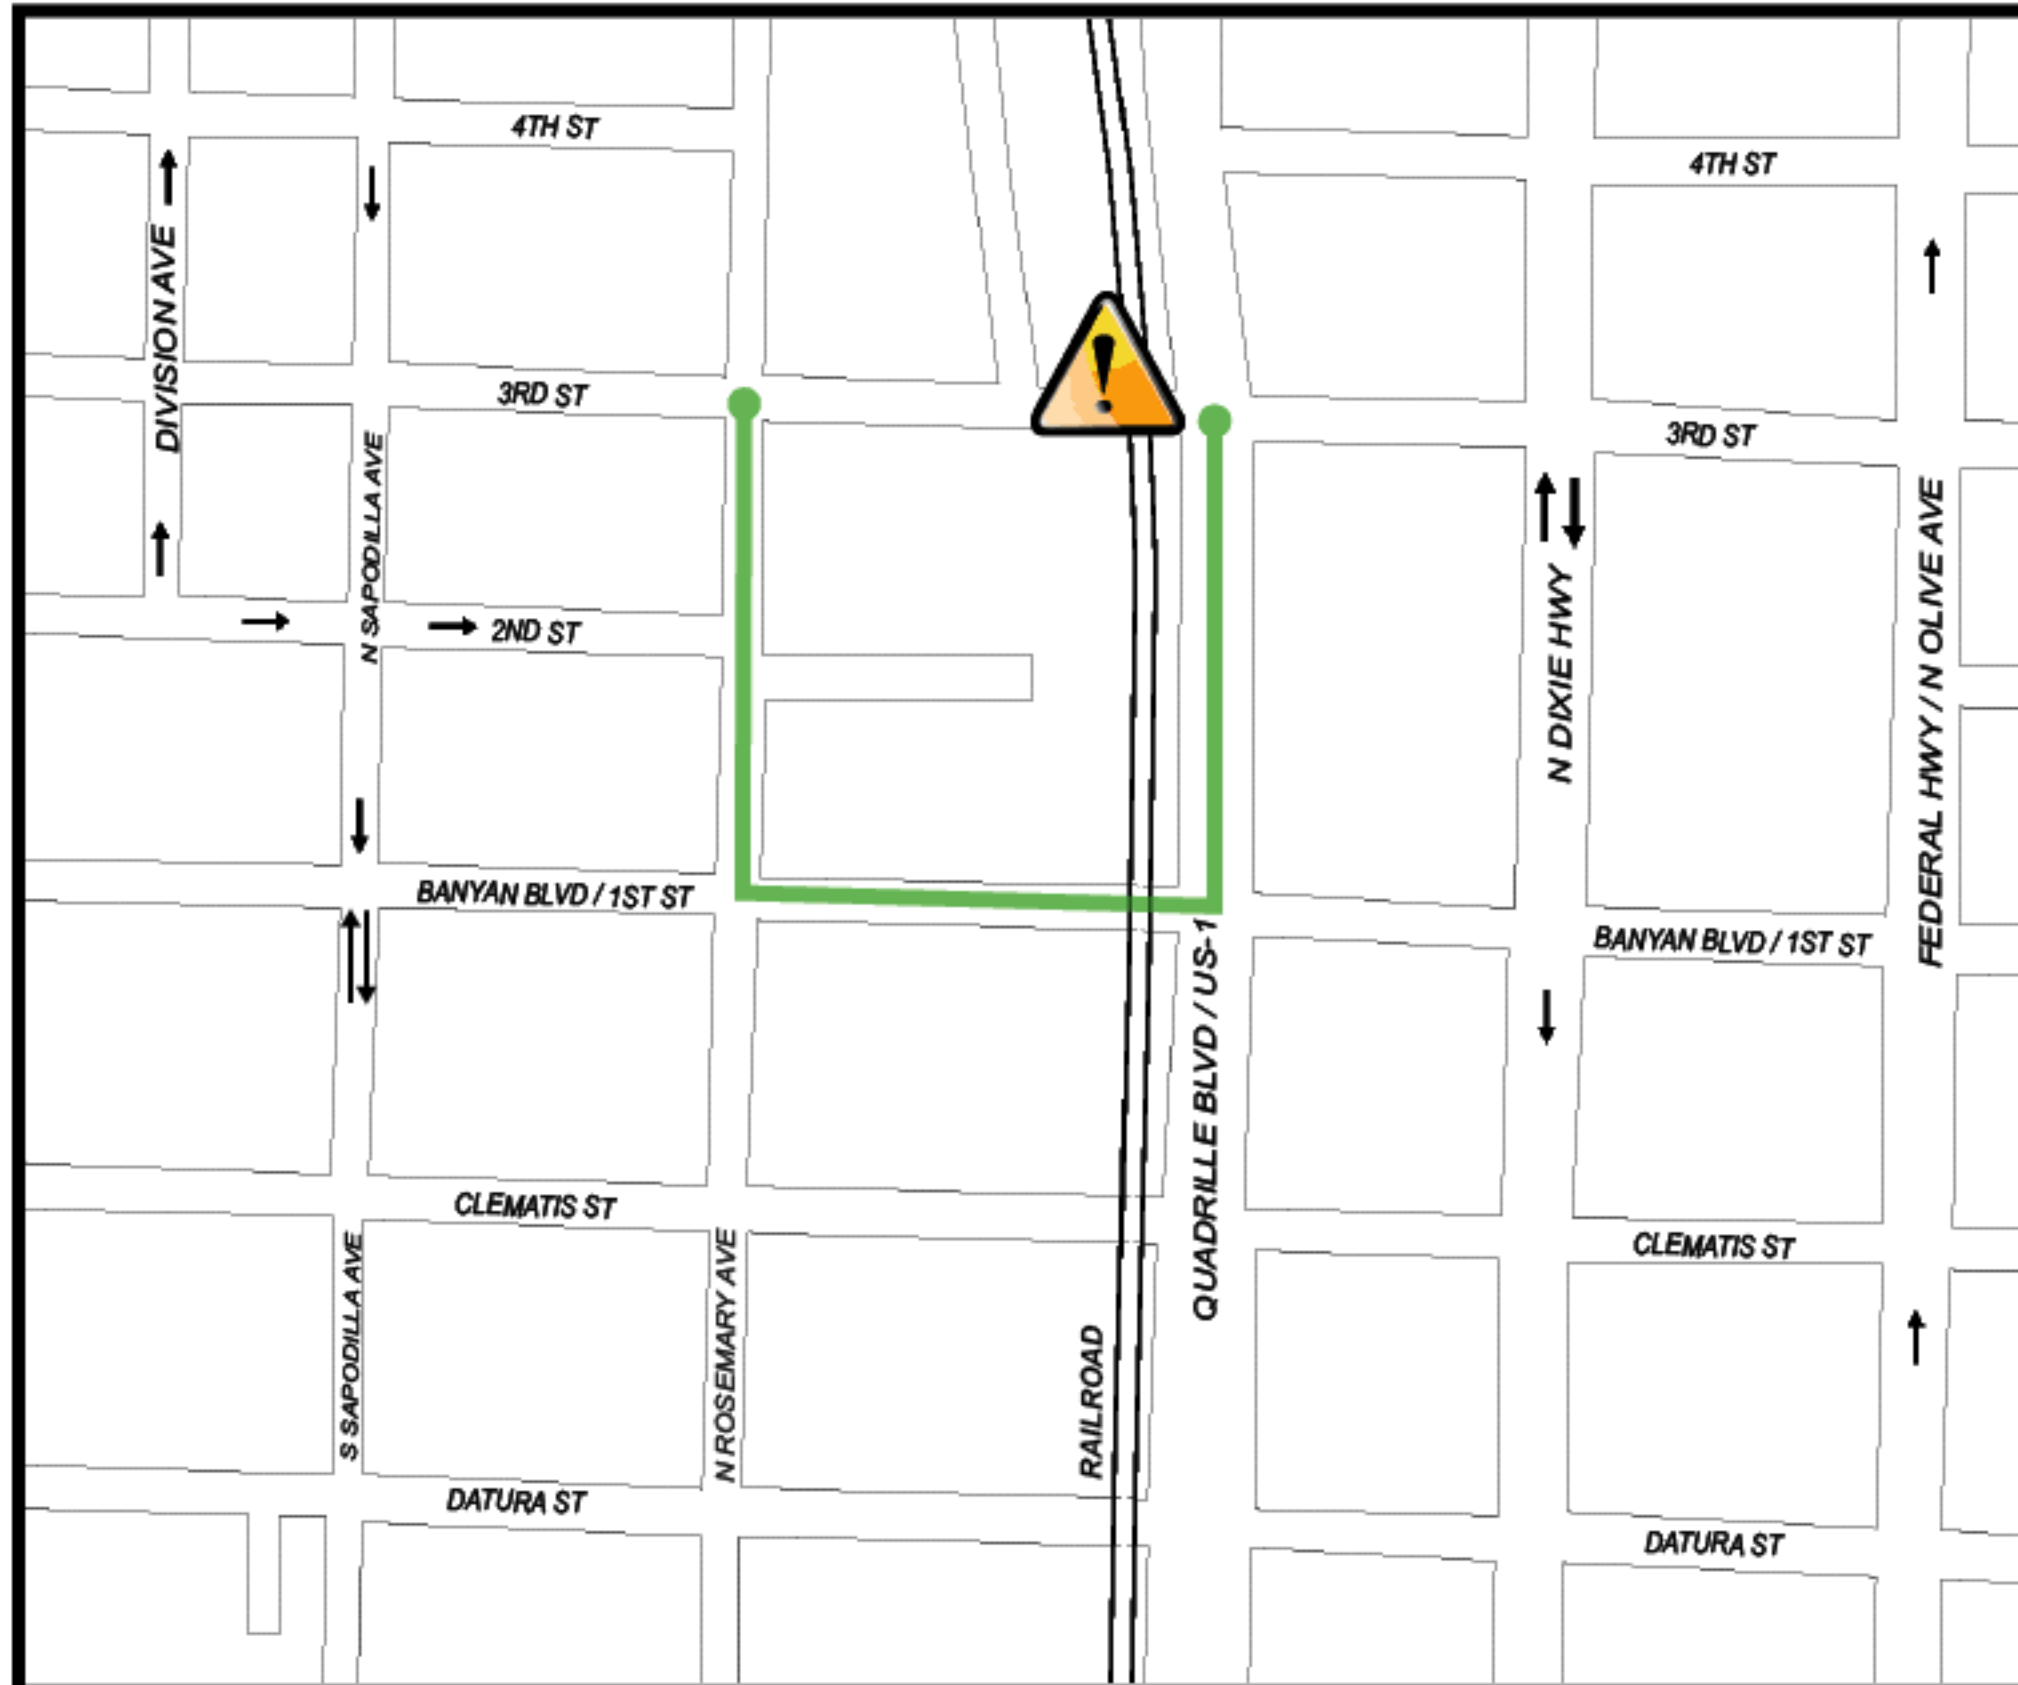 4TH ST
4TH ST
DIVISION AVE
3RD ST
3RD ST
N SAPODILLA AVE
2ND ST
N DIXIE HWY
FEDERAL HWY / N OLIVE AVE
BANYAN BLVD / 1ST ST
BANYAN BLVD / 1ST ST
QUADRILLE BLVD / US-1
CLEMATIS ST
CLEMATIS ST
S SAPODILLA AVE
N ROSEMARY AVE
RAILROAD
DATURA ST
DATURA ST